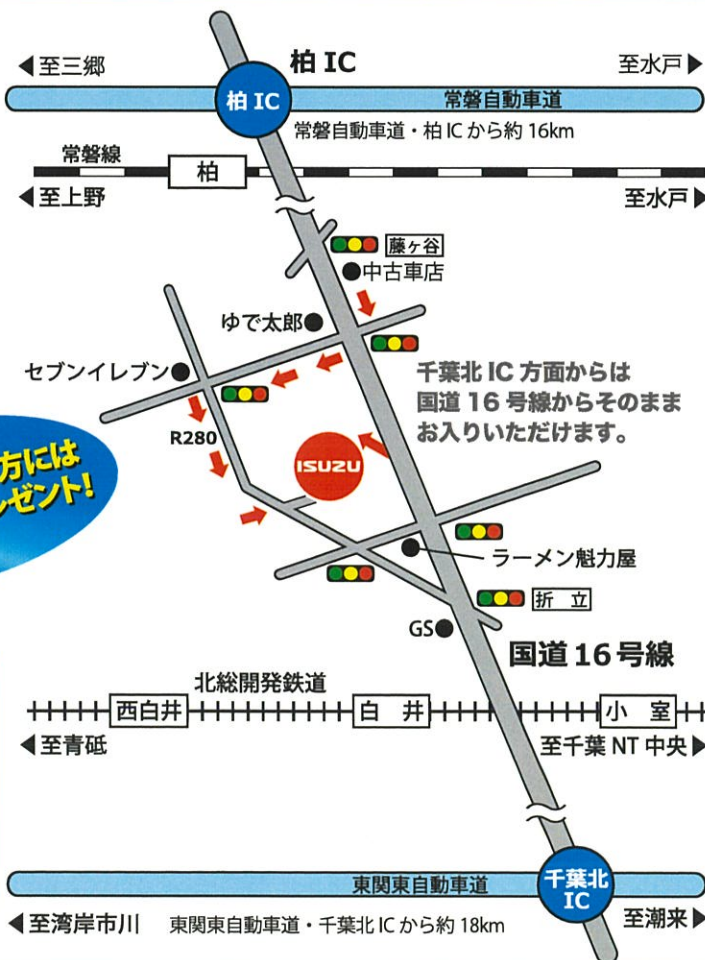 柏 IC
◀至三郷
至水戸▶
柏 IC
常磐自動車道
常磐自動車道・柏 IC から約 16km
常磐線
柏
◀至上野
至水戸▶
藤ヶ谷
中古車店
ゆで太郎
セブンイレブン
千葉北 IC 方面からは
国道 16 号線からそのまま
お入りいただけます。
方には
ゼント!
R280
ISUZU
ラーメン魁力屋
折 立
GS
国道 16 号線
北総開発鉄道
西白井
白 井
小 室
◀至青砥
至千葉 NT 中央▶
東関東自動車道
千葉北
IC
◀至湾岸市川
東関東自動車道・千葉北 IC から約 18km
至潮来▶